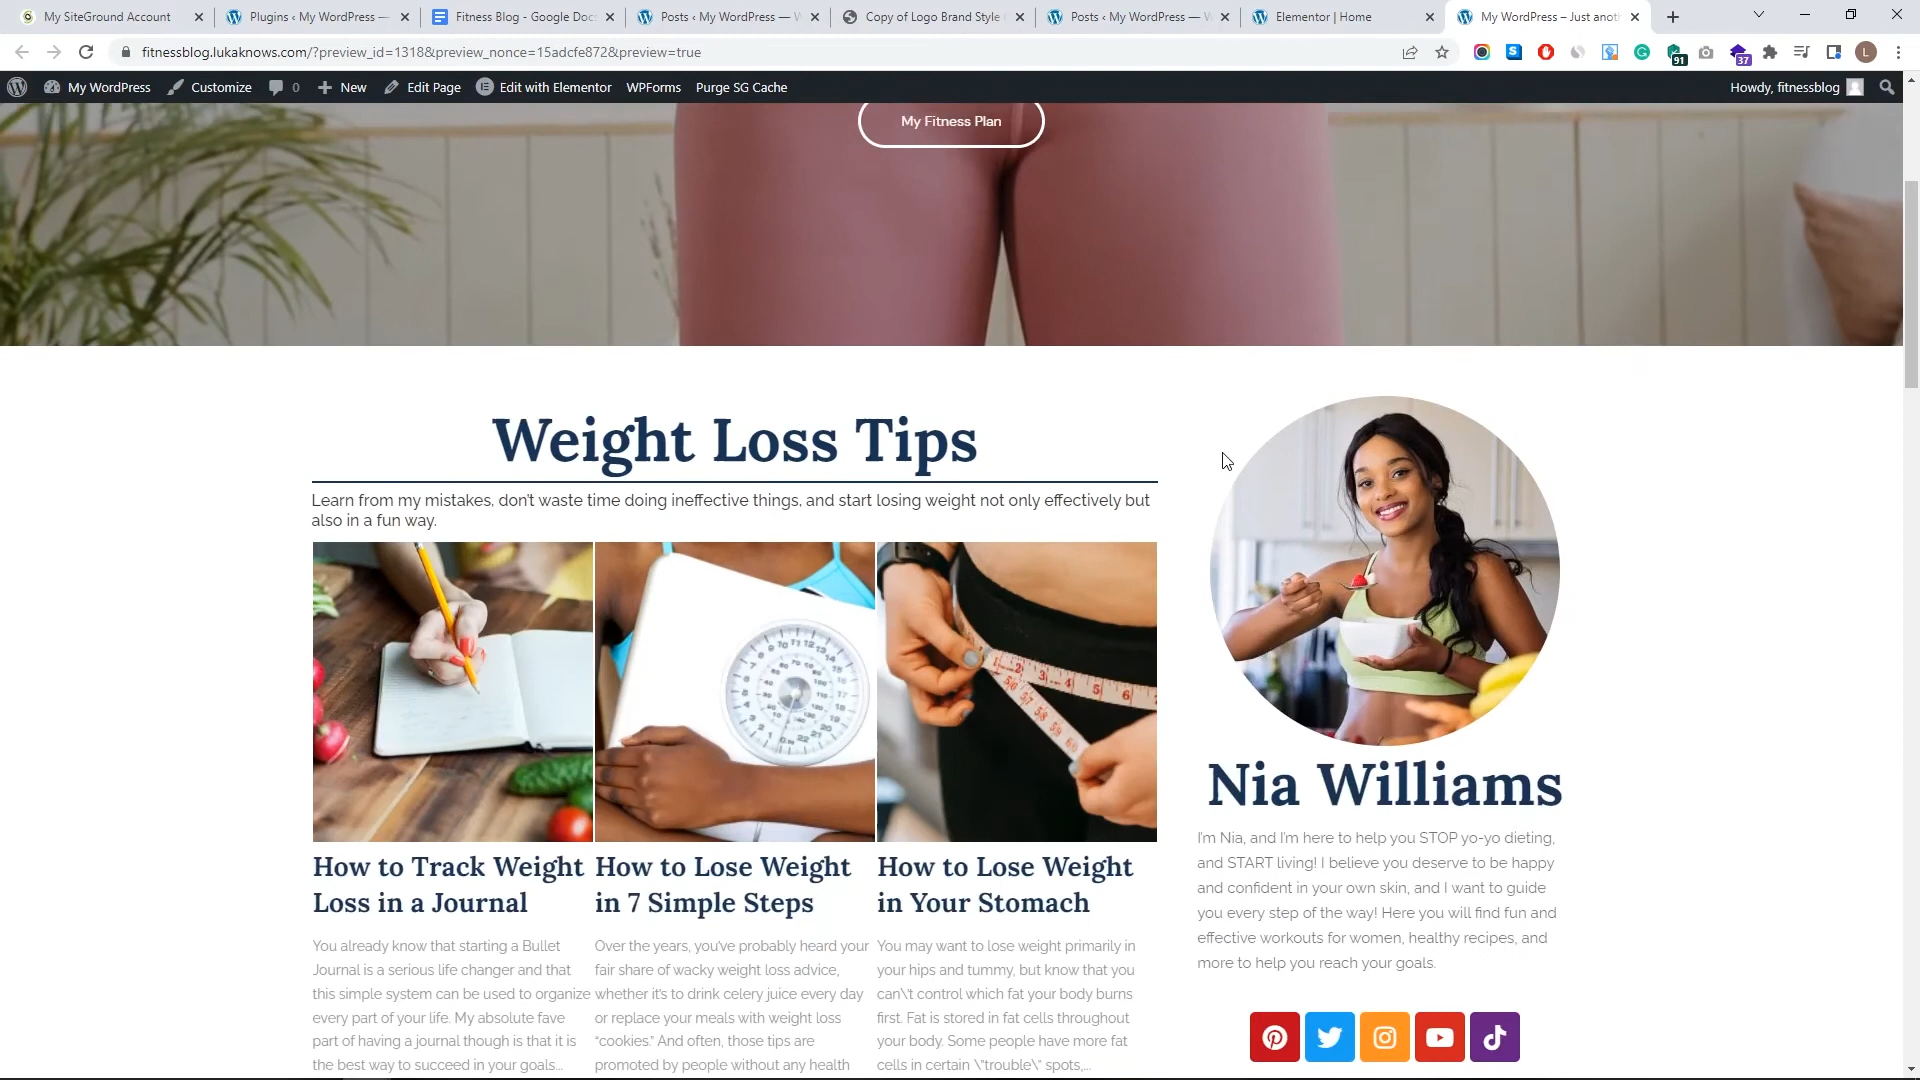 My SiteGround Account
Plugins ‹ My WordPress —
Fitness Blog - Google Doc
Posts ‹ My WordPress — W
Copy of Logo Brand Style
Posts ‹ My WordPress — W
Elementor | Home
My WordPress – Just anot
fitnessblog.lukaknows.com/?preview_id=1318&preview_nonce=15adcfe872&preview=true
91
37
L
My WordPress
Customize
0
New
Edit Page
Edit with Elementor
WPForms
Purge SG Cache
Howdy, fitnessblog
My Fitness Plan
Weight Loss Tips
Learn from my mistakes, don't waste time doing ineffective things, and start losing weight not only effectively but
also in a fun way.
How to Track Weight
Loss in a Journal
You already know that starting a Bullet
Journal is a serious life changer and that
this simple system can be used to organize
every part of your life. My absolute fave
part of having a journal though is that it is
the best way to succeed in your goals...
How to Lose Weight
in 7 Simple Steps
Over the years, you've probably heard your
fair share of wacky weight loss advice,
whether it's to drink celery juice every day
or replace your meals with weight loss
“cookies.” And often, those tips are
promoted by people without any health
How to Lose Weight
in Your Stomach
You may want to lose weight primarily in
your hips and tummy, but know that you
can\'t control which fat your body burns
first. Fat is stored in fat cells throughout
your body. Some people have more fat
cells in certain \"trouble\" spots,...
Nia Williams
I'm Nia, and I'm here to help you STOP yo-yo dieting,
and START living! I believe you deserve to be happy
and confident in your own skin, and I want to guide
you every step of the way! Here you will find fun and
effective workouts for women, healthy recipes, and
more to help you reach your goals.